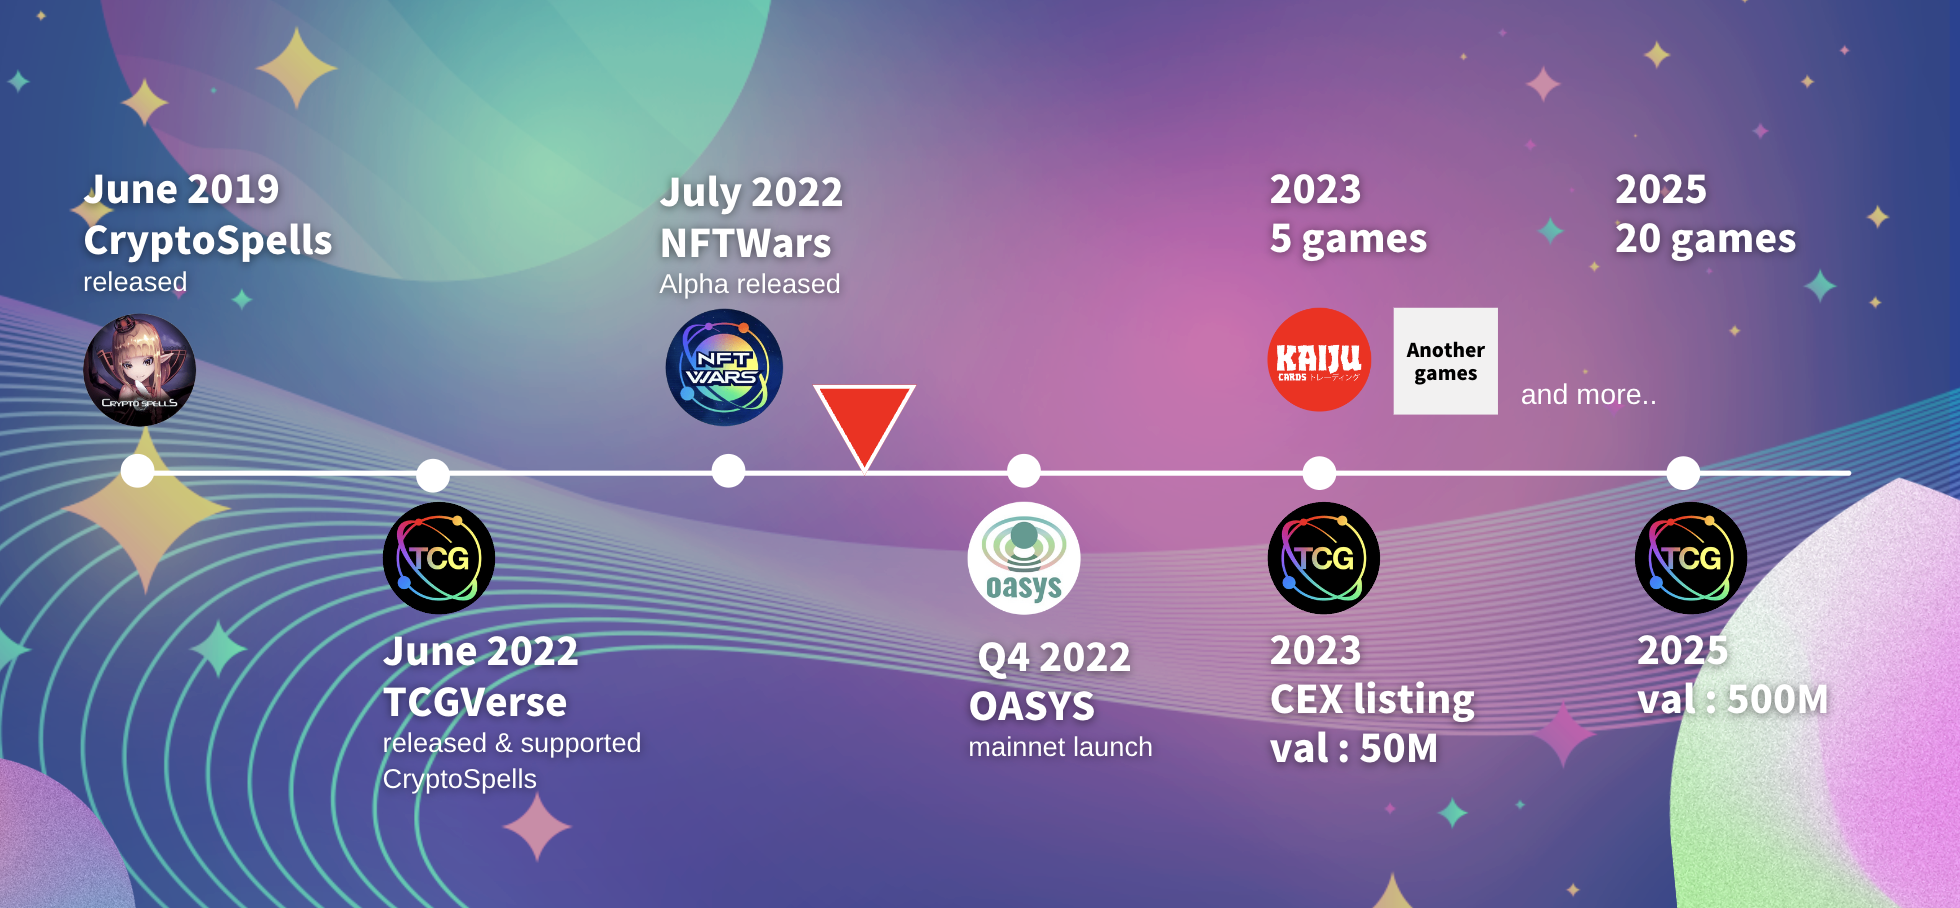 June 2019
CryptoSpells
released
CRYPTO SPELLS
July 2022
NFTWars
Alpha released
NFT
WARS
2023
5 games
KAIJU
CARDS トレーディング
Another
games
and more..
2025
20 games
TCG
June 2022
TCGVerse
released & supported
CryptoSpells
oasys
Q4 2022
OASYS
mainnet launch
TCG
2023
CEX listing
val : 50M
TCG
2025
val : 500M